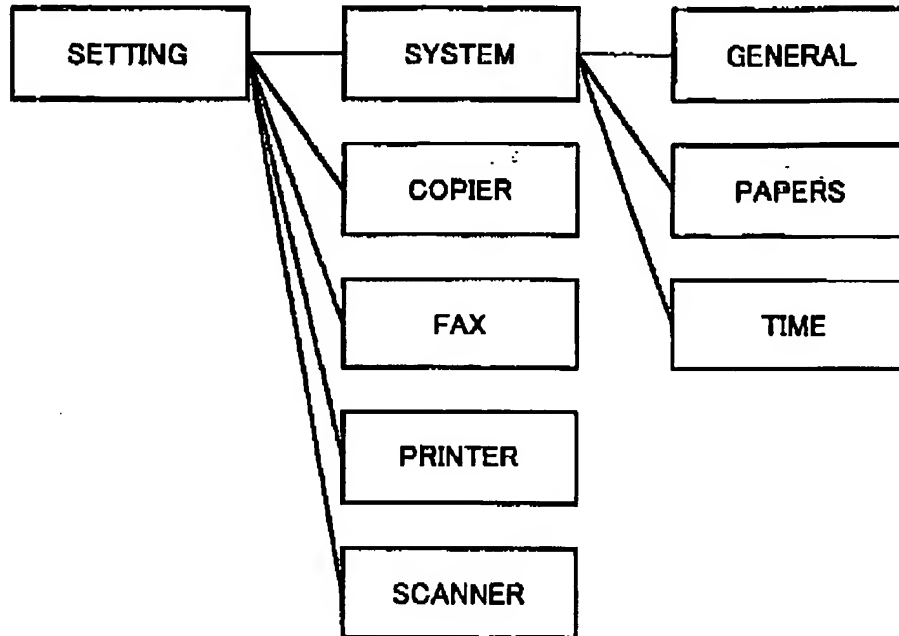 SETTING
SYSTEM
GENERAL
COPIER
PAPERS
FAX
TIME
PRINTER
SCANNER